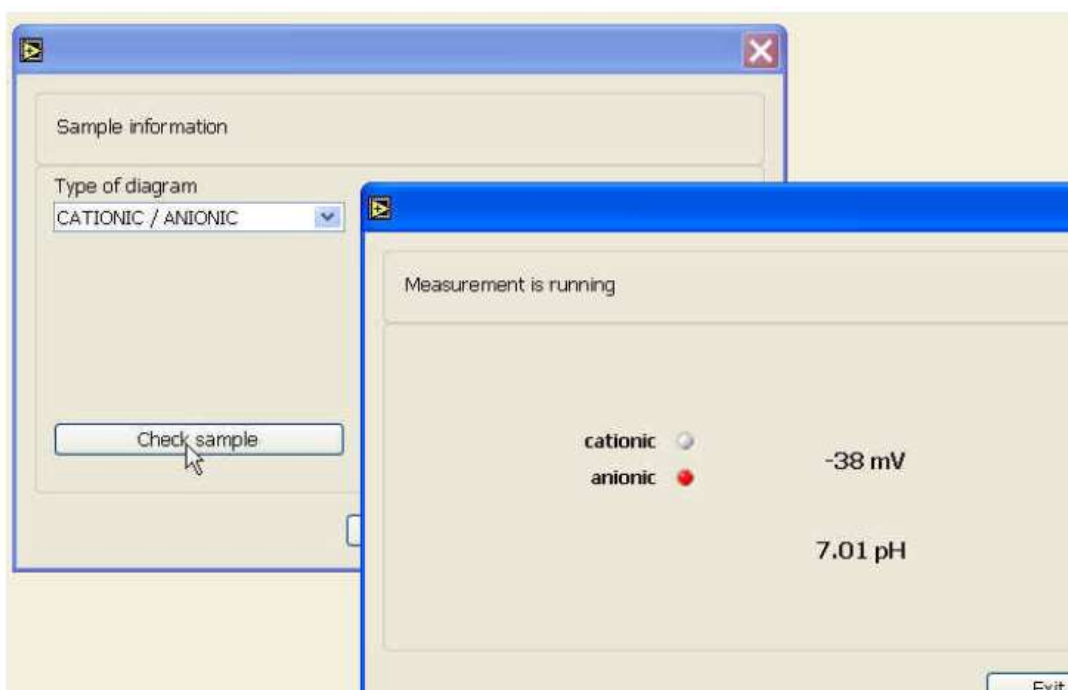 Sample information
Type of diagram
CATIONIC / ANIONIC
Check sample
Measurement is running
cationic
anionic
-38 mV
7.01 pH
Exit